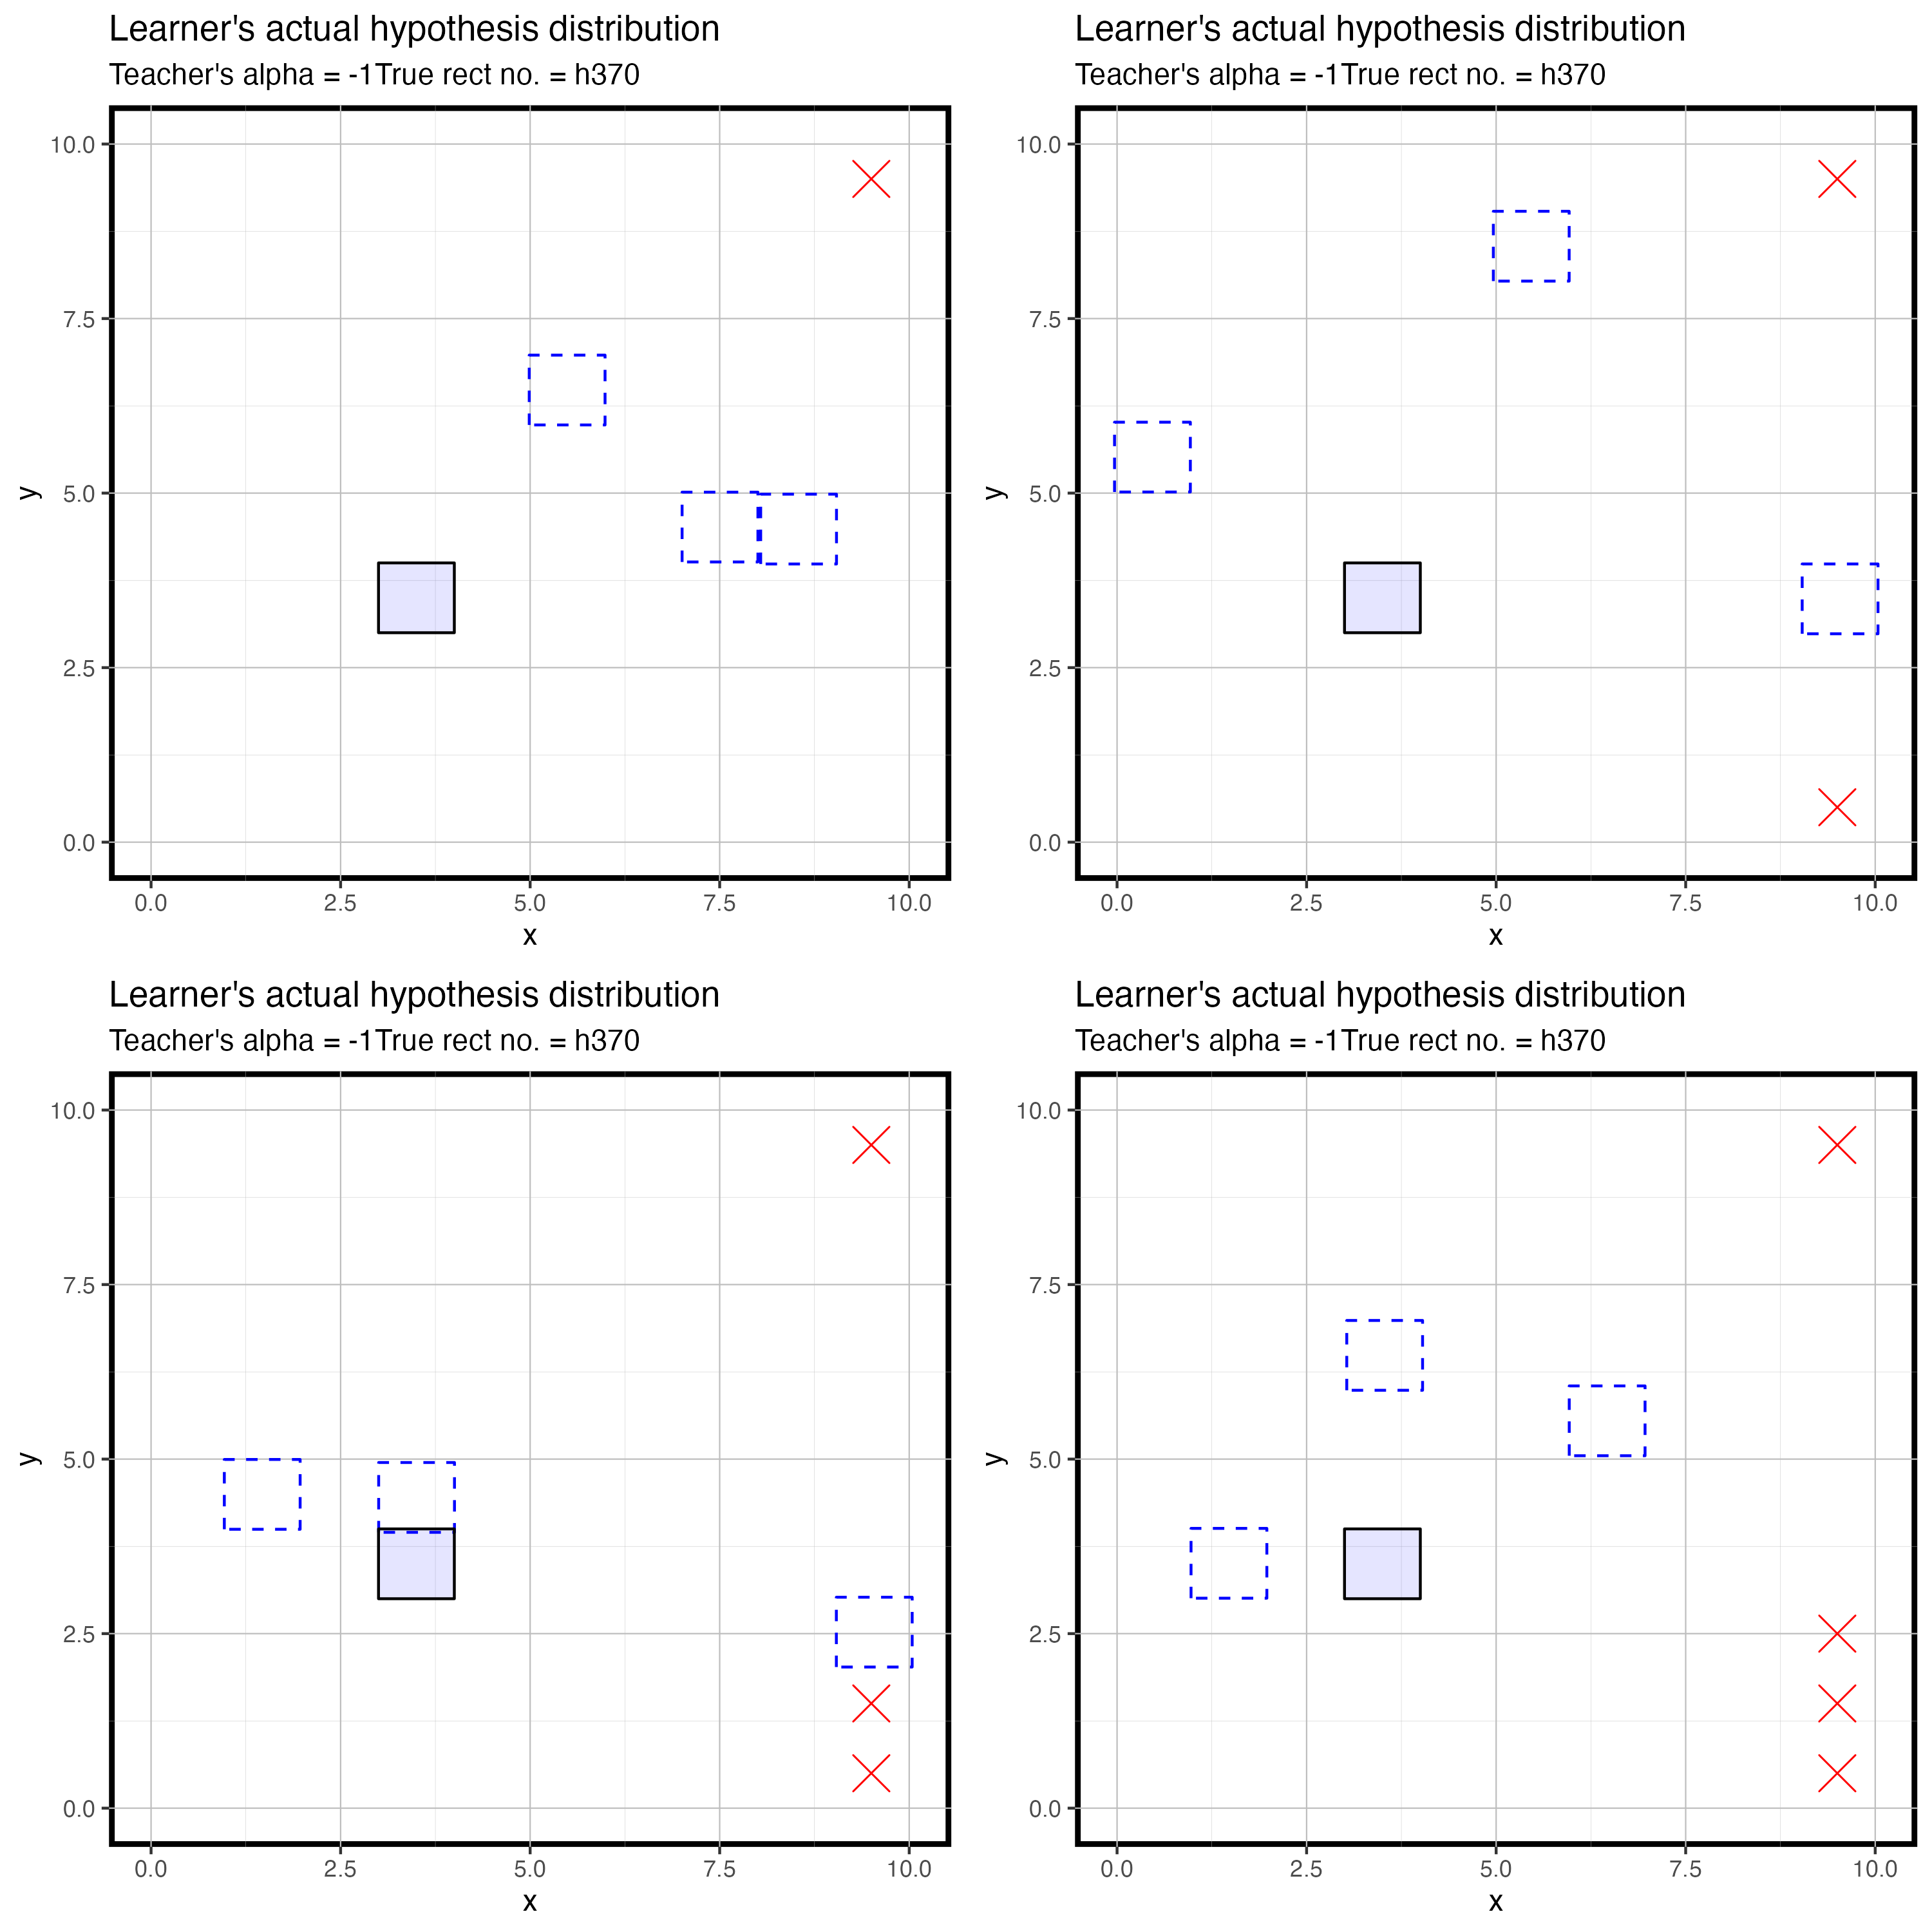 Learner's actual hypothesis distribution
Teacher's alpha = -1True rect no. = h370
10.0
7.5
5.0
2.5
0.0
y
0.0 2.5 5.0 7.5 10.0
x
Learner's actual hypothesis distribution
Teacher's alpha = -1True rect no. = h370
10.0
7.5
5.0
2.5
0.0
y
0.0 2.5 5.0 7.5 10.0
x
Learner's actual hypothesis distribution
Teacher's alpha = -1True rect no. = h370
10.0
7.5
5.0
2.5
0.0
y
0.0 2.5 5.0 7.5 10.0
x
Learner's actual hypothesis distribution
Teacher's alpha = -1True rect no. = h370
10.0
7.5
5.0
2.5
0.0
y
0.0 2.5 5.0 7.5 10.0
x